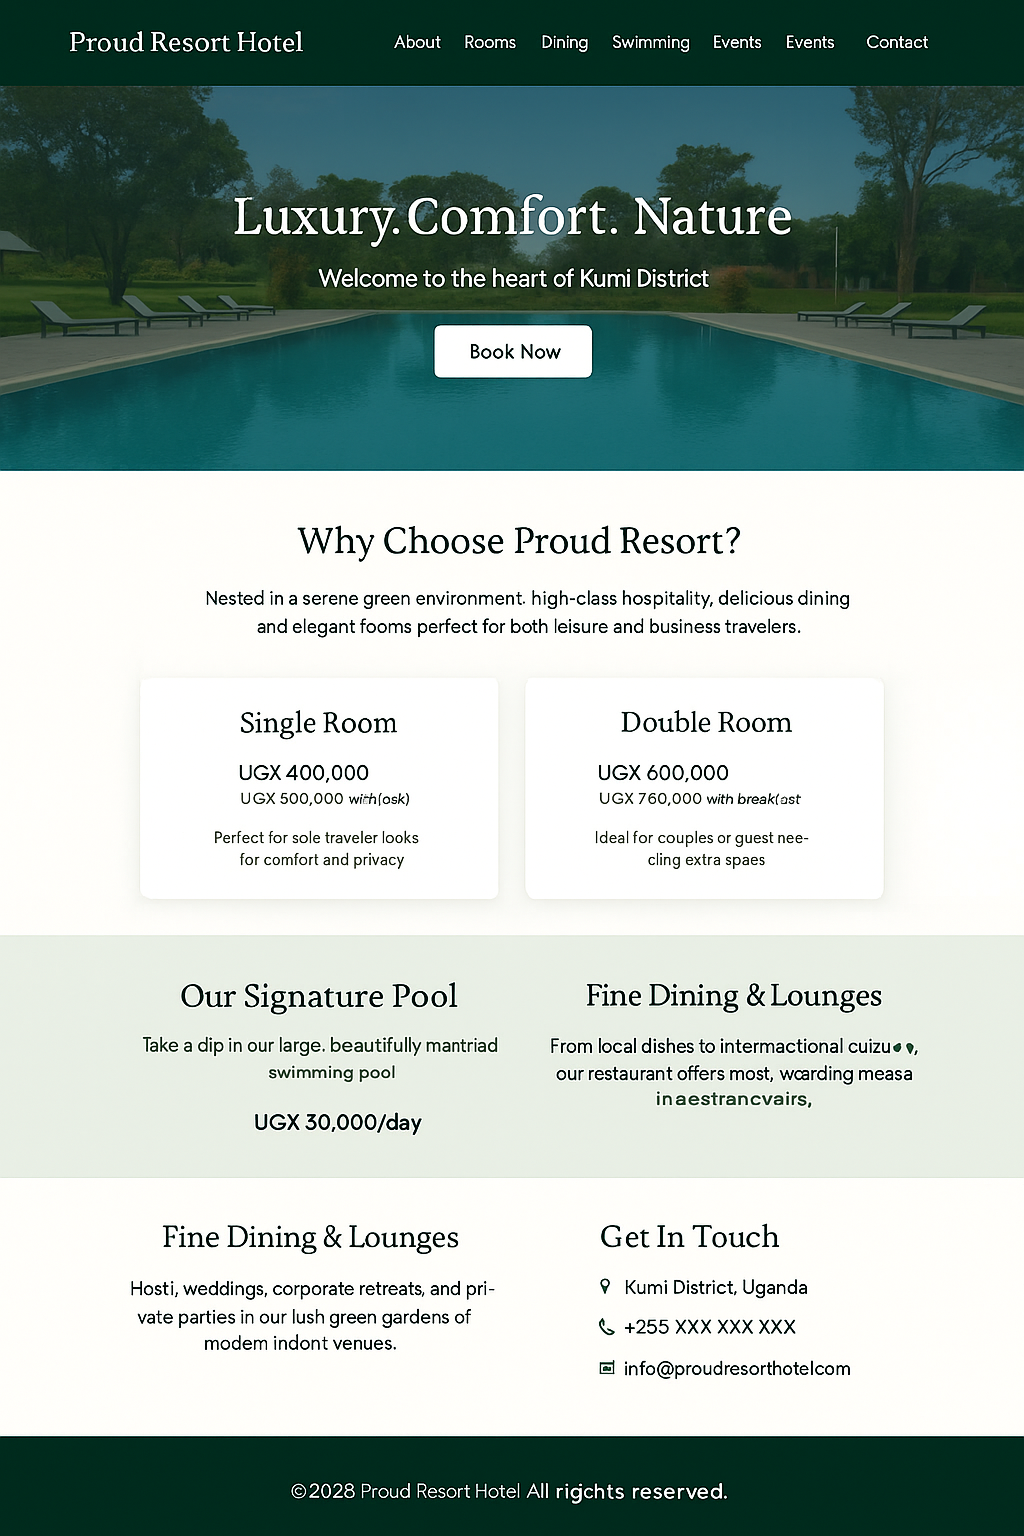 Proud Resort Hotel
About Rooms Dining Swimming Events Events Contact
Luxury. Comfort. Nature
Welcome to the heart of Kumi District
Book Now
Why Choose Proud Resort?
Nested in a serene green environment. high-class hospitality, delicious dining
and elegant fooms perfect for both leisure and business travelers.
Single Room
UGX 400,000
UGX 500,000 with(osk)
Perfect for sole traveler looks
for comfort and privacy
Double Room
UGX 600,000
UGX 760,000 with break(ast
Ideal for couples or guest nee-
cling extra spaes
Our Signature Pool
Take a dip in our large. beautifully mantriad
swimming pool
UGX 30,000/day
Fine Dining & Lounges
From local dishes to intermactional
our restaurant offers most, woarding measa
inaestrancvairs,
Fine Dining & Lounges
Hosti, weddings, corporate retreats, and pri-
vate parties in our lush green gardens of
modem indont venues.
Get In Touch
Kumi District, Uganda
+255 XXX XXX XXX
info@proudresorthotelcom
©2028 Proud Resort Hotel All rigchts reserved.